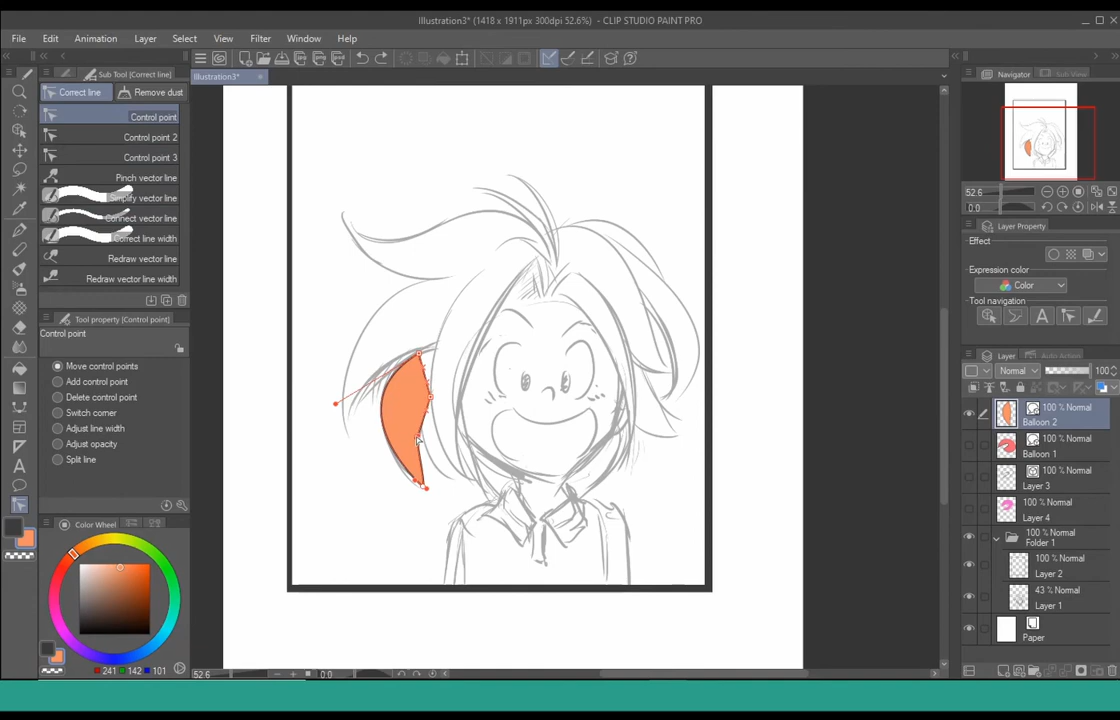 Illustration3* (1418 x 1911px 300dpi 52.6%) - CLIP STUDIO PAINT PRO
File Edit Animation Layer Select View Filter Window Help
Sub Tool [Correct line]
Correct line Remove dust
Control point
Control point 2
Control point 3
Pinch vector line
Simplify vector line
Connect vector line
Correct line width
Redraw vector line
Redraw vector line width
Tool property [Control point]
Control point
Move control points
Add control point
Delete control point
Switch corner
Adjust line width
Adjust opacity
Split line
Color Wheel
241 142 101
Illustration3*
52.6 0.0
Navigator Sub View
52.6
0.0
Layer Property
Effect
Expression color
Color
Tool navigation
A
Layer Auto Action
Normal 100
100 % Normal
Balloon 2
100 % Normal
Balloon 1
100 % Normal
Layer 3
100 % Normal
Layer 4
100 % Normal
Folder 1
100 % Normal
Layer 2
43 % Normal
Layer 1
Paper